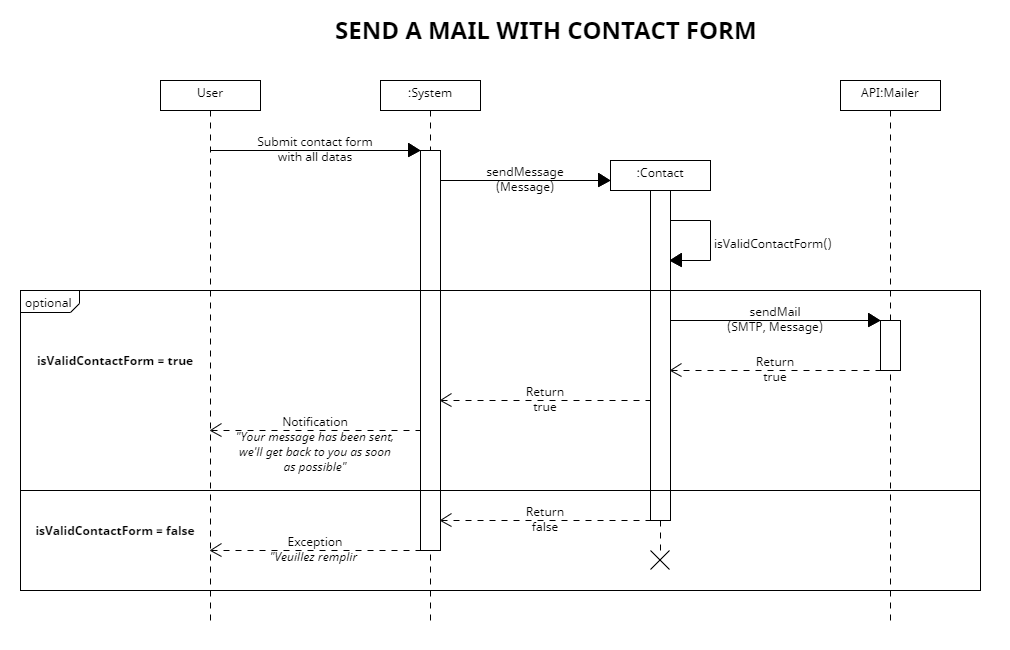 SEND A MAIL WITH CONTACT FORM
User
:System
API:Mailer
Submit contact form
with all datas
sendMessage
(Message)
:Contact
isValidContactForm()
optional
sendMail
(SMTP, Message)
isValidContactForm = true
Return
true
Return
true
Notification
"Your message has been sent,
we'll get back to you as soon
as possible"
isValidContactForm = false
Return
false
Exception
"Veuillez remplir